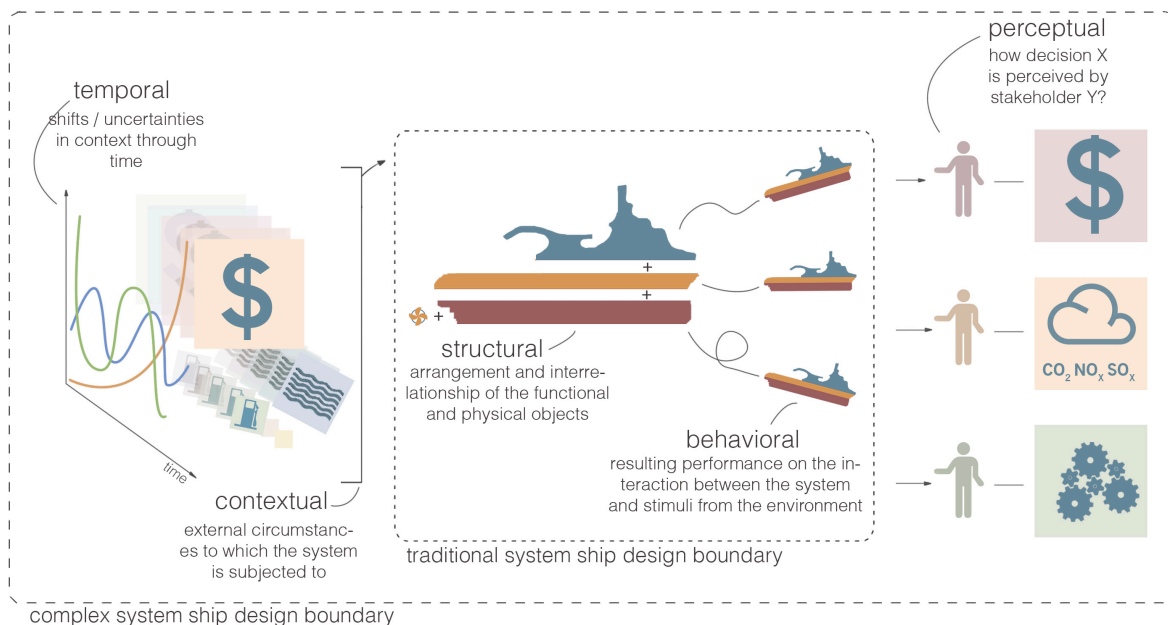 temporal
shifts / uncertainties
in context through
time
time
contextual
external circumstanc-
es to which the system
is subjected to
$
+
+
+
structural
arrangement and interre-
lationship of the functional
and physical objects
behavioral
resulting performance on the in-
teraction between the system
and stimuli from the environment
traditional system ship design boundary
perceptual
how decision X
is perceived by
stakeholder Y?
$
CO₂ NOₓ SOₓ
complex system ship design boundary